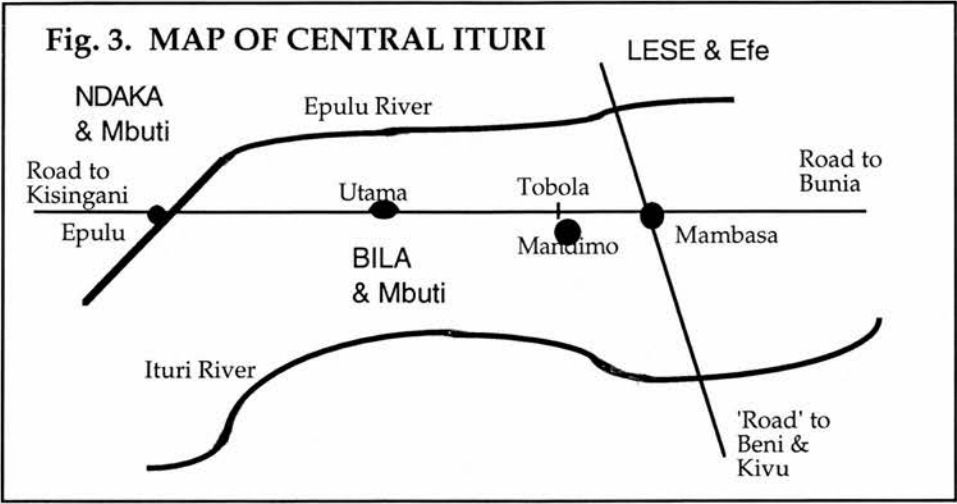 Fig. 3. MAP OF CENTRAL ITURI
LESE & Efe
NDAKA
& Mbuti
Epulu River
Road to
Kisingani
Road to
Bunia
Utama
Tobola
Epulu
Mandimo
Mambasa
BILA
& Mbuti
Ituri River
'Road' to
Beni &
Kivu